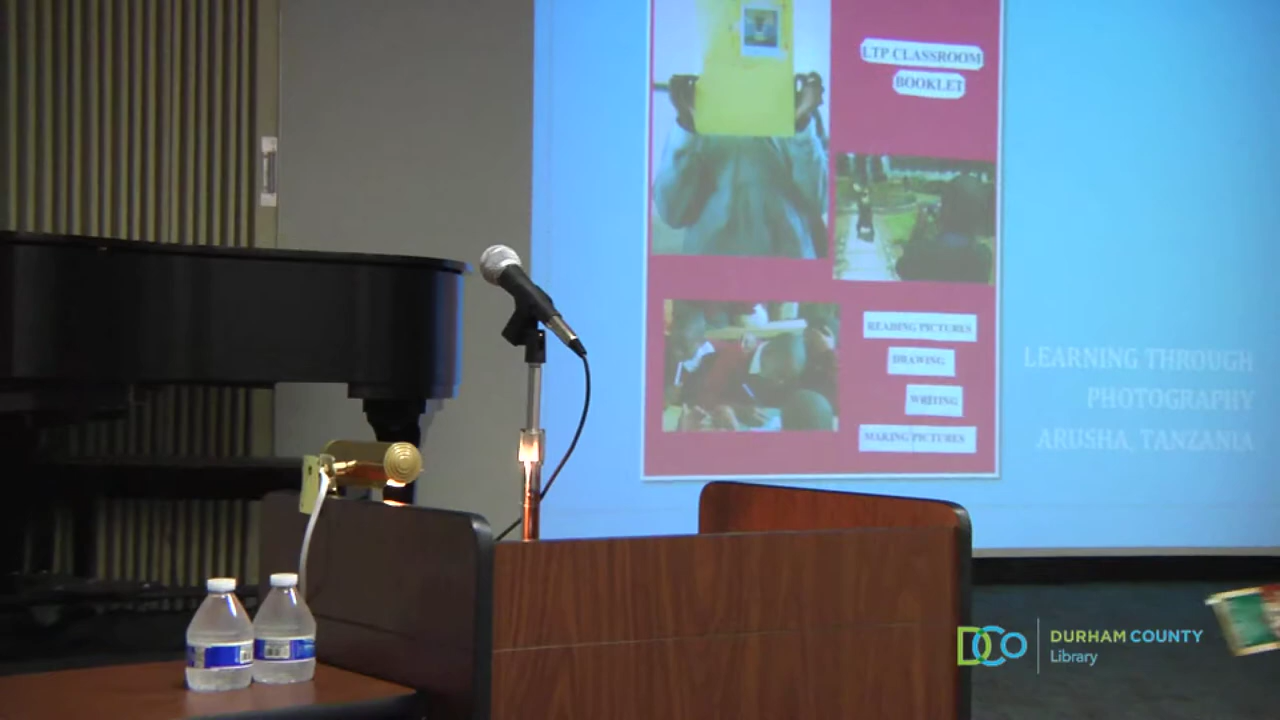 LTP CLASSROOM
BOOKLET
READING PICTURES
DRAWING
WRITING
MAKING PICTURES
LEARNING THROUGH
PHOTOGRAPHY
ARUSHA, TANZANIA
DCo
DURHAM COUNTY
Library